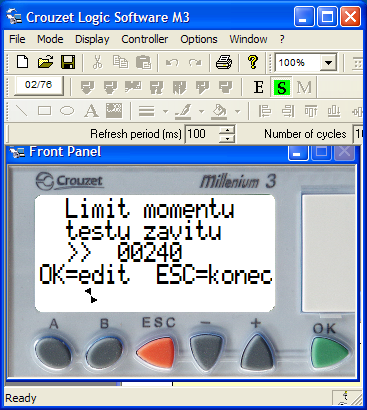 Crouzet Logic Software M3
File Mode Display Controller Options Window ?
100%
02/76 E S M
A
Refresh period (ms) 100 Number of cycles
Front Panel
Crouzet millenium 3
Limit momentu
testu zavitu
>> 00240
OK=edit ESC=konec
A B ESC − + OK
Ready